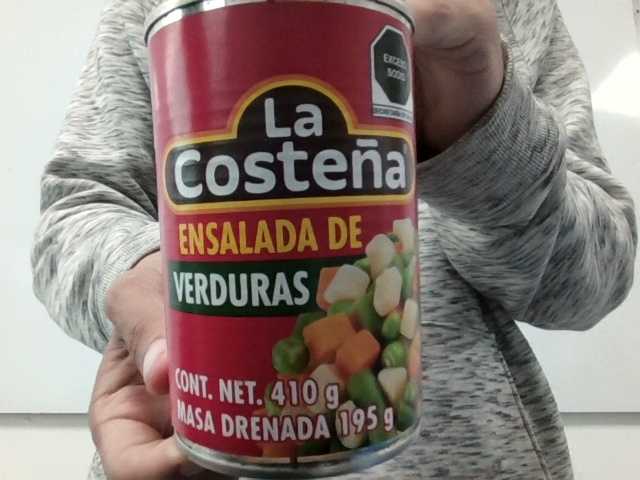 EXCESO
SODIO
La
Costeña
ENSALADA DE
VERDURAS
CONT. NET. 410 g
MASA DRENADA 195 g